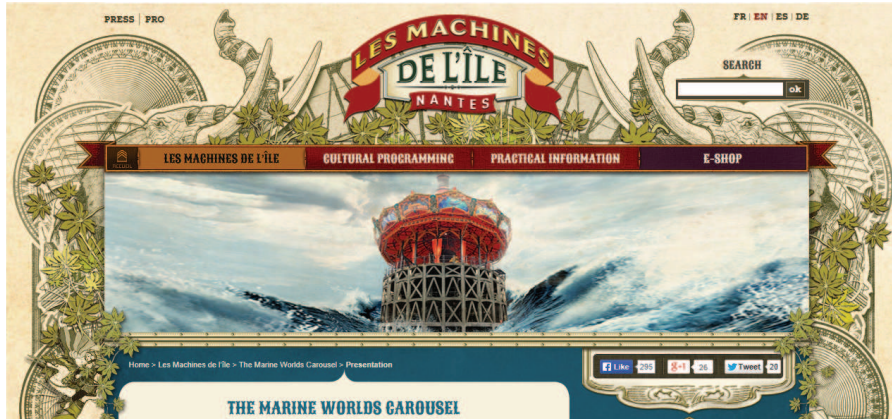 PRESS | PRO
FR | EN | ES | DE
LES MACHINES
DE L'ÎLE
NANTES
SEARCH
ok
ACCUEIL
LES MACHINES DE L'ÎLE
CULTURAL PROGRAMMING
PRACTICAL INFORMATION
E-SHOP
Home > Les Machines de l'île > The Marine Worlds Carousel > Presentation
Like 295
g+1 26
Tweet 20
THE MARINE WORLDS CAROUSEL